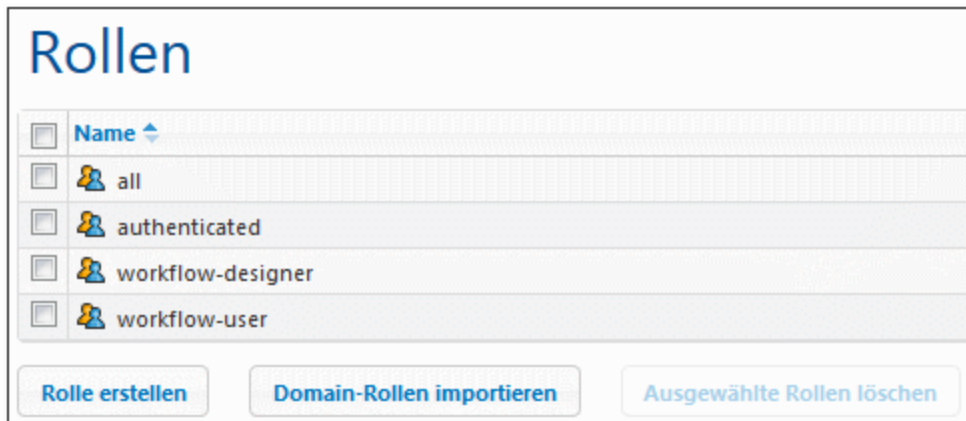 Rollen
Name
all
authenticated
workflow-designer
workflow-user
Rolle erstellen Domain-Rollen importieren Ausgewählte Rollen löschen